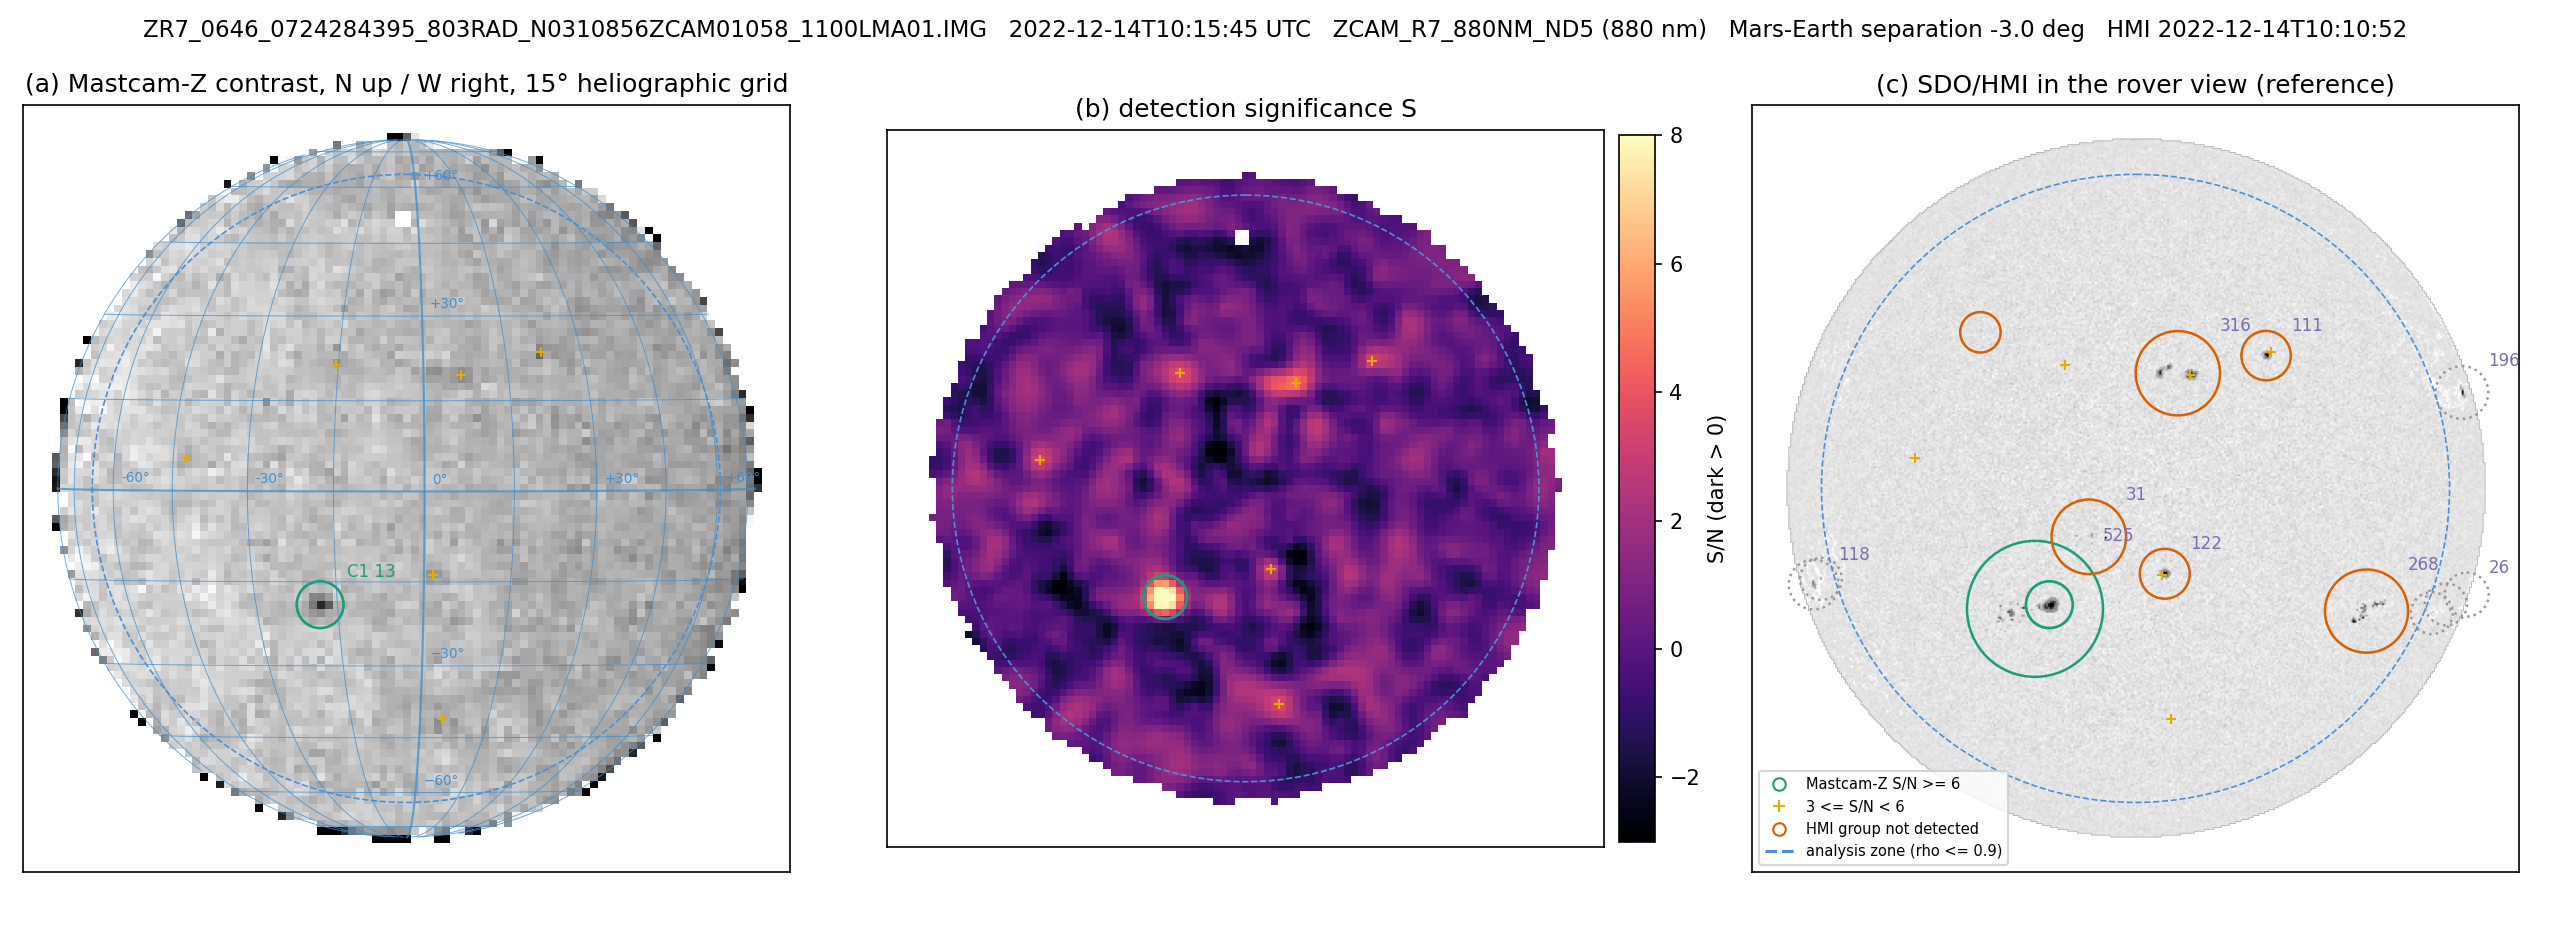 ZR7_0646_0724284395_803RAD_N0310856ZCAM01058_1100LMA01.IMG 2022-12-14T10:15:45 UTC ZCAM_R7_880NM_ND5 (880 nm) Mars-Earth separation -3.0 deg HMI 2022-12-14T10:10:52
(a) Mastcam-Z contrast, N up / W right, 15° heliographic grid
+60°
+30°
-60°
-30°
0°
+30°
+60°
C1 13
−30°
−60°
(b) detection significance S
8
6
4
2
0
−2
S/N (dark > 0)
(c) SDO/HMI in the rover view (reference)
316
111
196
31
525
122
118
268
26
Mastcam-Z S/N >= 6
3 <= S/N < 6
HMI group not detected
analysis zone (rho <= 0.9)